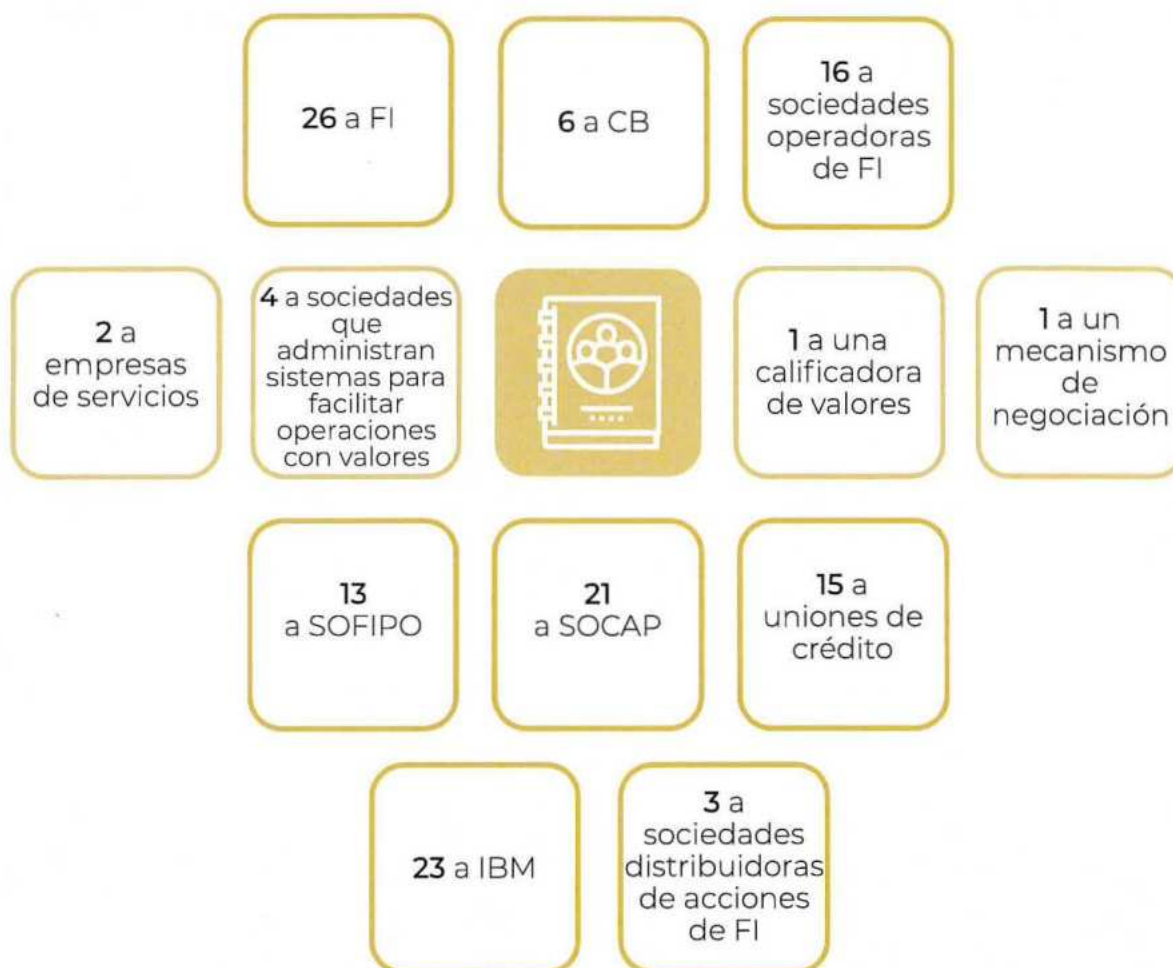 26 a FI
6 a CB
16 a
sociedades
operadoras
de FI
2 a
empresas
de servicios
4 a sociedades
que
administran
sistemas para
facilitar
operaciones
con valores
1 a una
calificadora
de valores
1 a un
mecanismo
de
negociación
13
a SOFIPO
21
a SOCAP
15 a
uniones de
crédito
23 a IBM
3 a
sociedades
distribuidoras
de acciones
de FI